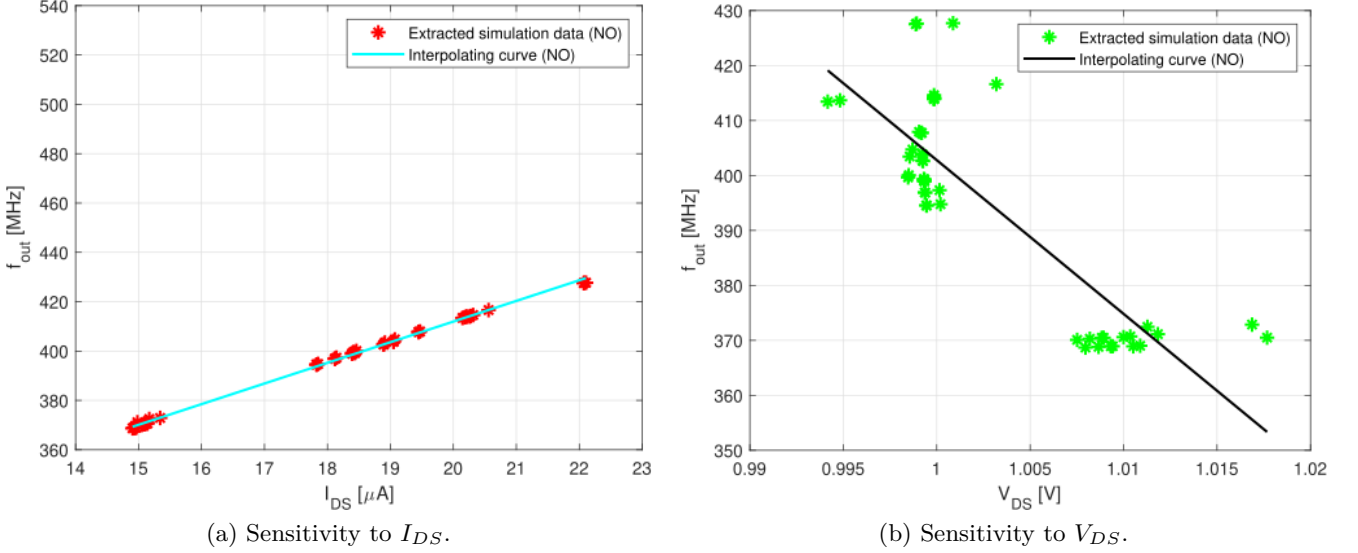 540
520
500
480
460
440
420
400
380
360
f_out [MHz]
14 15 16 17 18 19 20 21 22 23
I_DS [μA]
Extracted simulation data (NO)
Interpolating curve (NO)
(a) Sensitivity to I_DS.
430
420
410
400
390
380
370
360
350
f_out [MHz]
0.99 0.995 1 1.005 1.01 1.015 1.02
V_DS [V]
Extracted simulation data (NO)
Interpolating curve (NO)
(b) Sensitivity to V_DS.